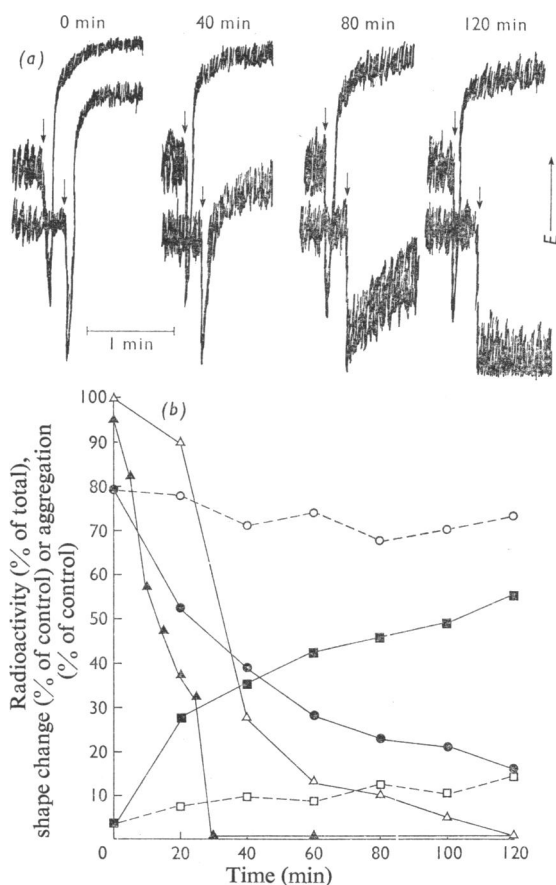 0 min 40 min 80 min 120 min
(a)
E
1 min
(b)
100
90
80
70
60
50
40
30
20
10
Radioactivity (% of total),
shape change (% of control) or aggregation
(% of control)
0 20 40 60 80 100 120
Time (min)